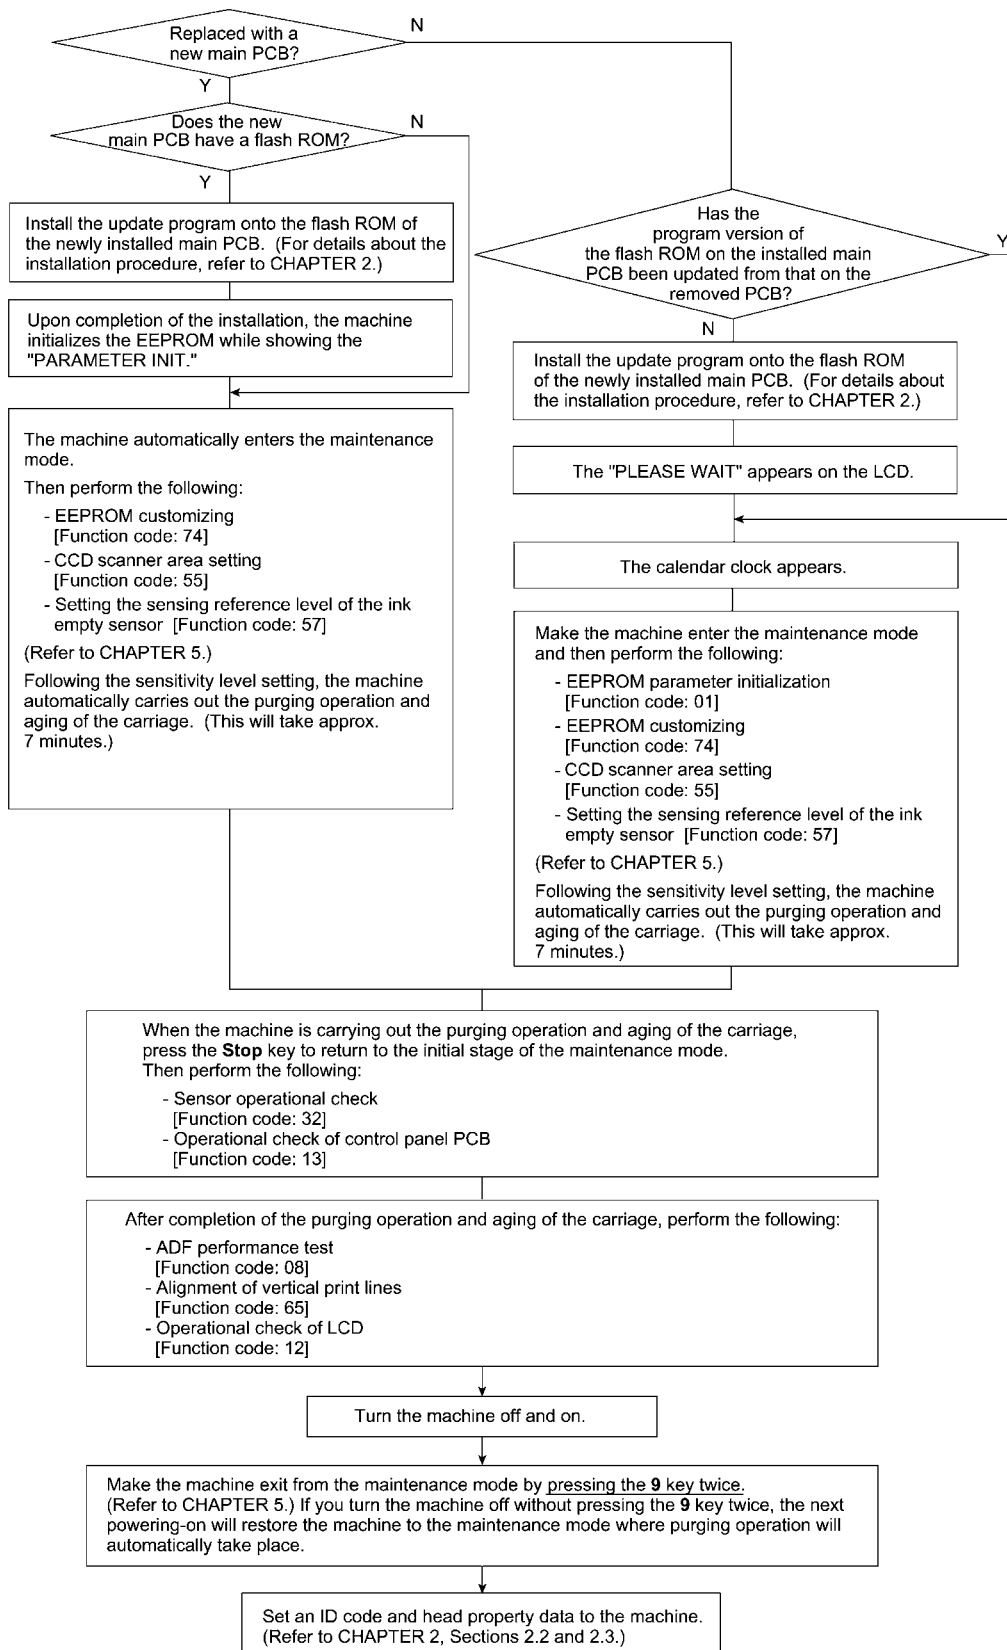 Replaced with a
new main PCB?
N
Y
Does the new
main PCB have a flash ROM?
N
Y
Install the update program onto the flash ROM of
the newly installed main PCB.  (For details about the
installation procedure, refer to CHAPTER 2.)
Upon completion of the installation, the machine
initializes the EEPROM while showing the
"PARAMETER INIT."
The machine automatically enters the maintenance
mode.
Then perform the following:
- EEPROM customizing
[Function code: 74]
- CCD scanner area setting
[Function code: 55]
- Setting the sensing reference level of the ink
empty sensor  [Function code: 57]
(Refer to CHAPTER 5.)
Following the sensitivity level setting, the machine
automatically carries out the purging operation and
aging of the carriage.  (This will take approx.
7 minutes.)
Has the
program version of
the flash ROM on the installed main
PCB been updated from that on the
removed PCB?
Y
N
Install the update program onto the flash ROM
of the newly installed main PCB.  (For details about
the installation procedure, refer to CHAPTER 2.)
The "PLEASE WAIT" appears on the LCD.
The calendar clock appears.
Make the machine enter the maintenance mode
and then perform the following:
- EEPROM parameter initialization
[Function code: 01]
- EEPROM customizing
[Function code: 74]
- CCD scanner area setting
[Function code: 55]
- Setting the sensing reference level of the ink
empty sensor  [Function code: 57]
(Refer to CHAPTER 5.)
Following the sensitivity level setting, the machine
automatically carries out the purging operation and
aging of the carriage.  (This will take approx.
7 minutes.)
When the machine is carrying out the purging operation and aging of the carriage,
press the Stop key to return to the initial stage of the maintenance mode.
Then perform the following:
- Sensor operational check
[Function code: 32]
- Operational check of control panel PCB
[Function code: 13]
After completion of the purging operation and aging of the carriage, perform the following:
- ADF performance test
[Function code: 08]
- Alignment of vertical print lines
[Function code: 65]
- Operational check of LCD
[Function code: 12]
Turn the machine off and on.
Make the machine exit from the maintenance mode by pressing the 9 key twice.
(Refer to CHAPTER 5.) If you turn the machine off without pressing the 9 key twice, the next
powering-on will restore the machine to the maintenance mode where purging operation will
automatically take place.
Set an ID code and head property data to the machine.
(Refer to CHAPTER 2, Sections 2.2 and 2.3.)